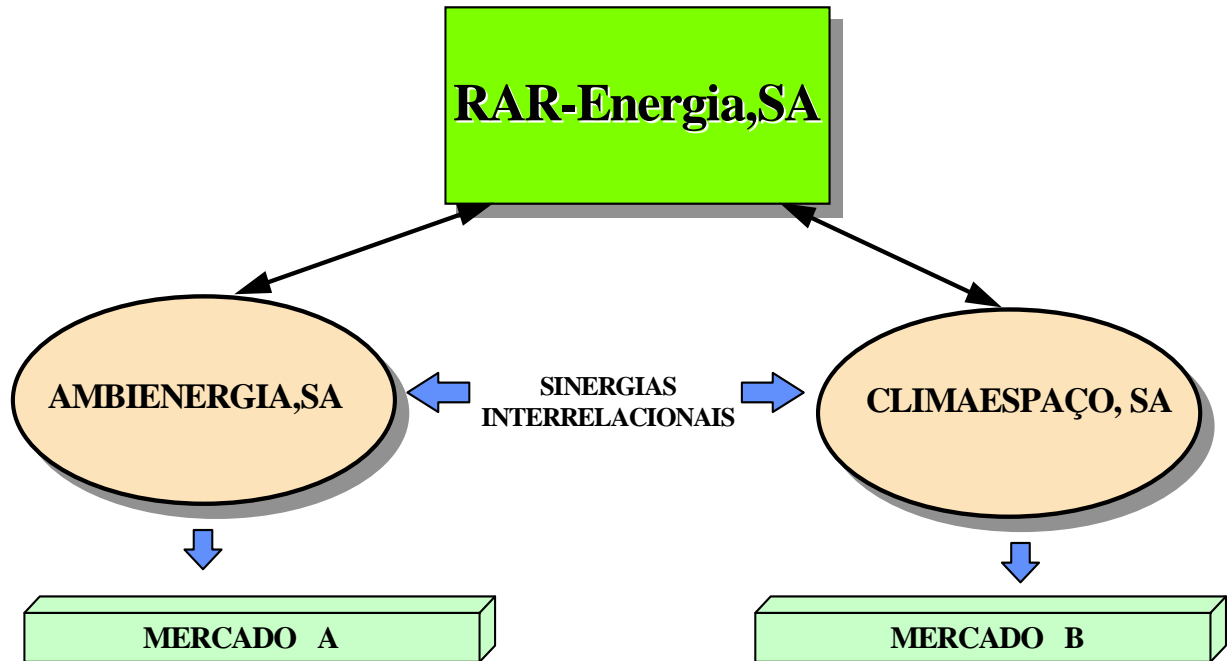 RAR-Energia,SA
AMBIENERGIA,SA
SINERGIAS
INTERRELACIONAIS
CLIMAESPAÇO, SA
MERCADO A
MERCADO B